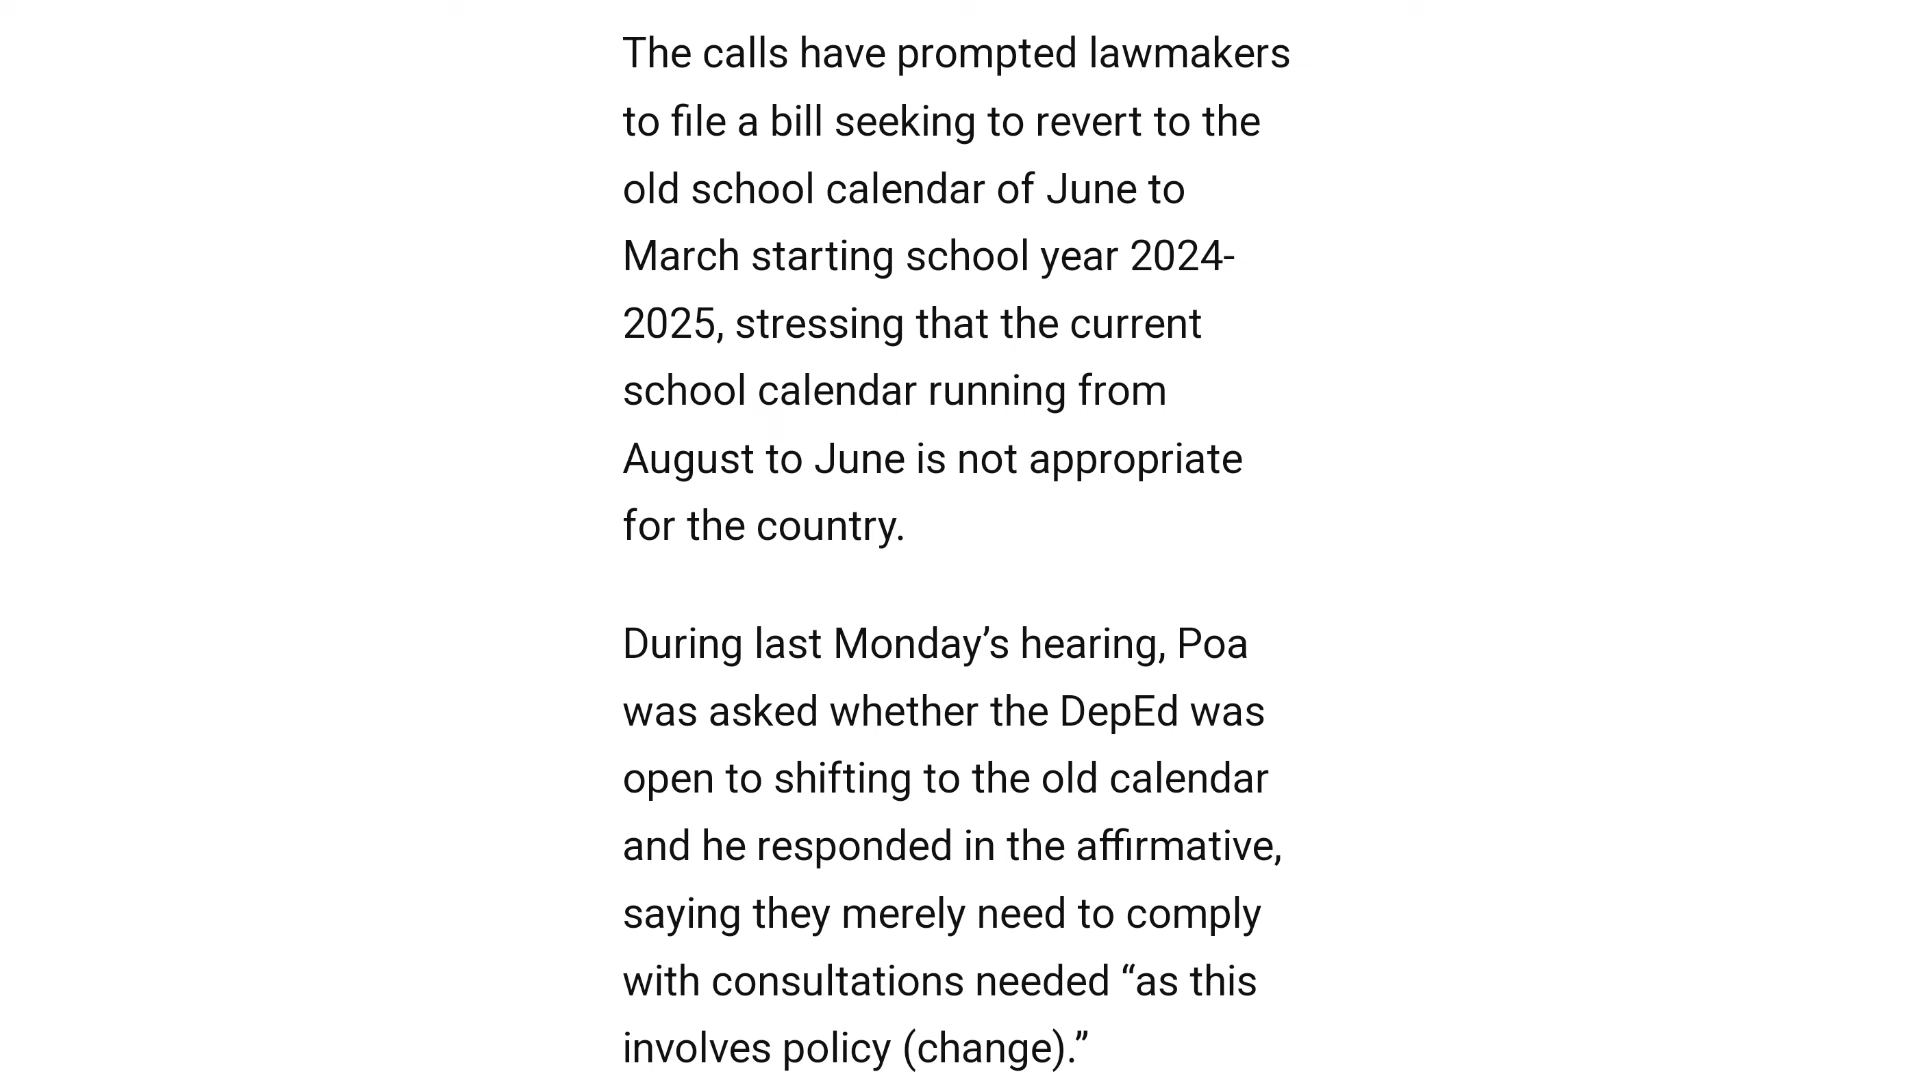 The calls have prompted lawmakers
to file a bill seeking to revert to the
old school calendar of June to
March starting school year 2024-
2025, stressing that the current
school calendar running from
August to June is not appropriate
for the country.
During last Monday’s hearing, Poa
was asked whether the DepEd was
open to shifting to the old calendar
and he responded in the affirmative,
saying they merely need to comply
with consultations needed “as this
involves policy (change).”